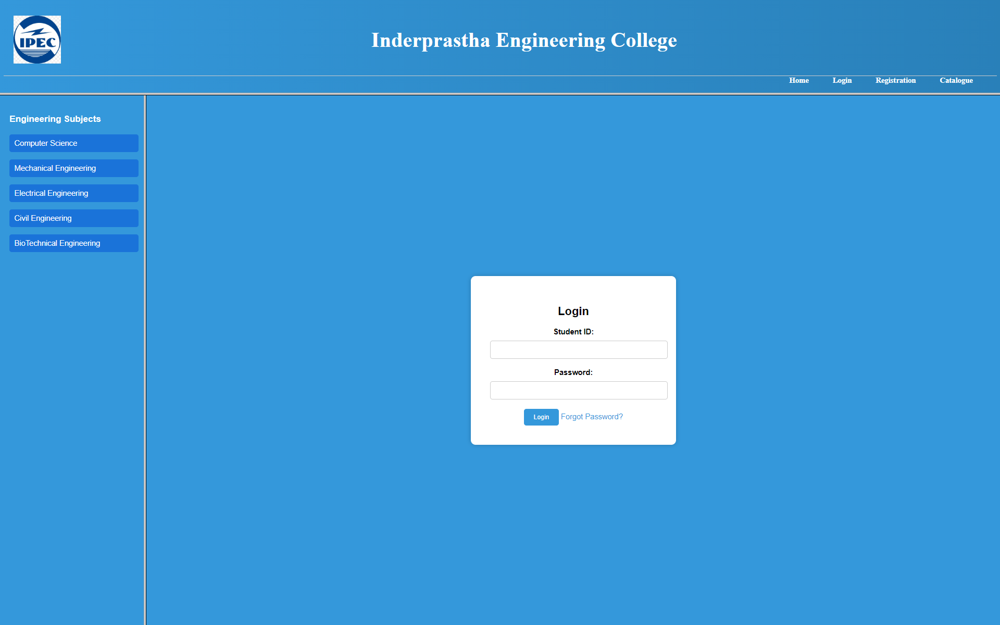 IPEC
Inderprastha Engineering College
Home Login Registration Catalogue
Engineering Subjects
Computer Science
Mechanical Engineering
Electrical Engineering
Civil Engineering
BioTechnical Engineering
Login
Student ID:
Password:
Login Forgot Password?